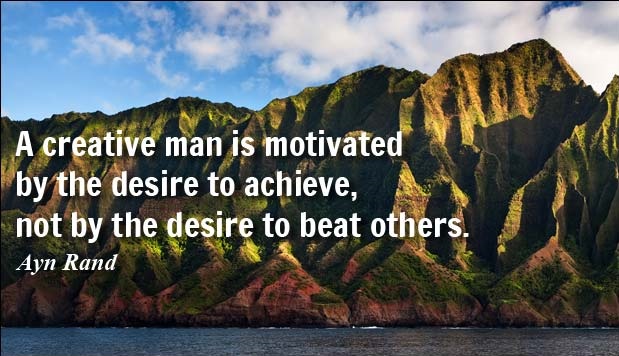 A creative man is motivated
by the desire to achieve,
not by the desire to beat others.
Ayn Rand